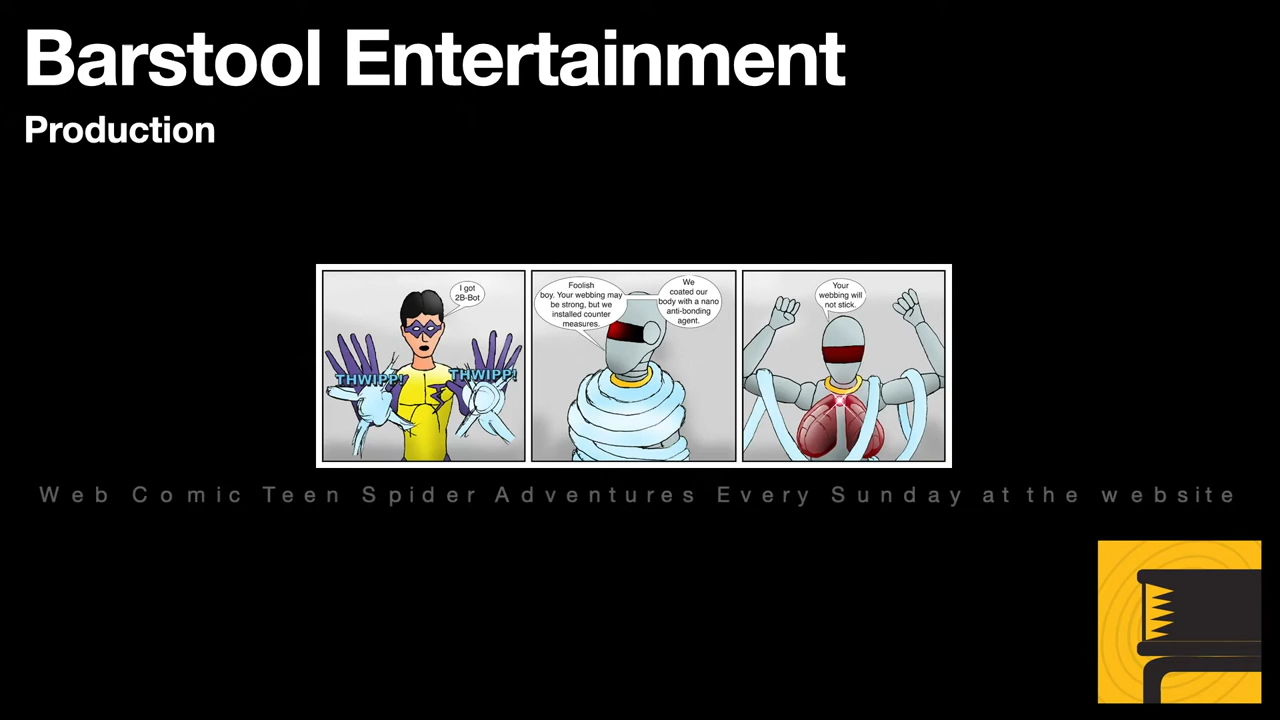 Barstool Entertainment
Production
I got
2B-Bot
THWIPP!
THWIPP!
Foolish
boy. Your webbing may
be strong, but we
installed counter
measures.
We
coated our
body with a nano
anti-bonding
agent.
Your
webbing will
not stick.
Web Comic Teen Spider Adventures Every Sunday at the website